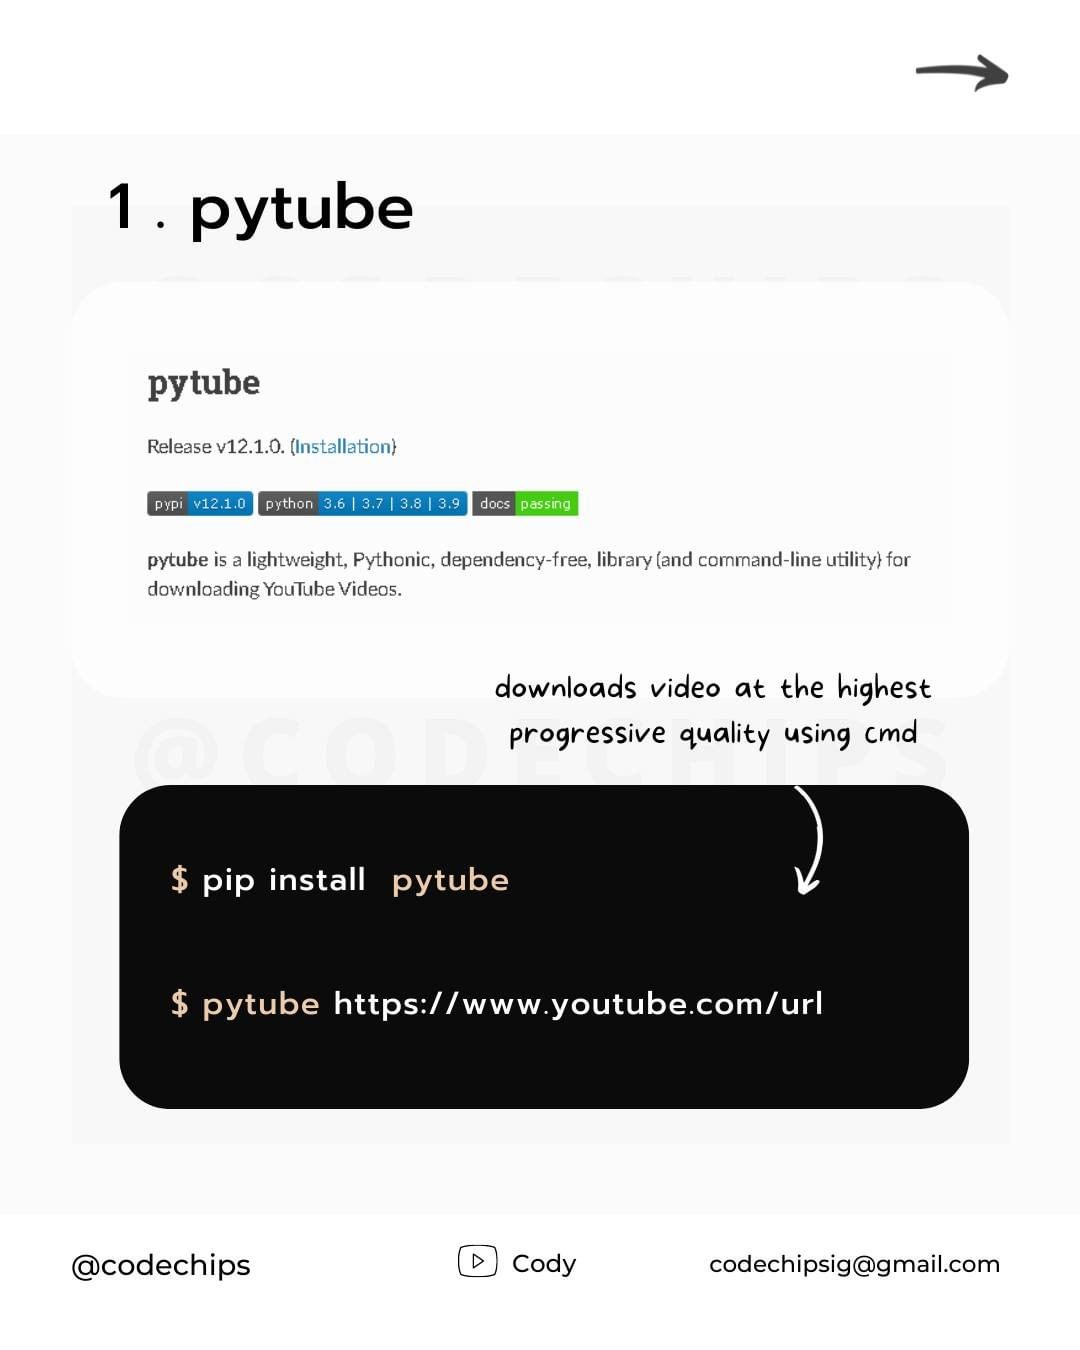 1 . pytube
@CODECHIPS
pytube
Release v12.1.0. (Installation)
pypi v12.1.0 python 3.6 | 3.7 | 3.8 | 3.9 docs passing
pytube is a lightweight, Pythonic, dependency-free, library (and command-line utility) for
downloading YouTube Videos.
downloads video at the highest
progressive quality using cmd
@CODECHIPS
$ pip install pytube
$ pytube https://www.youtube.com/url
@codechips
Cody
codechipsig@gmail.com